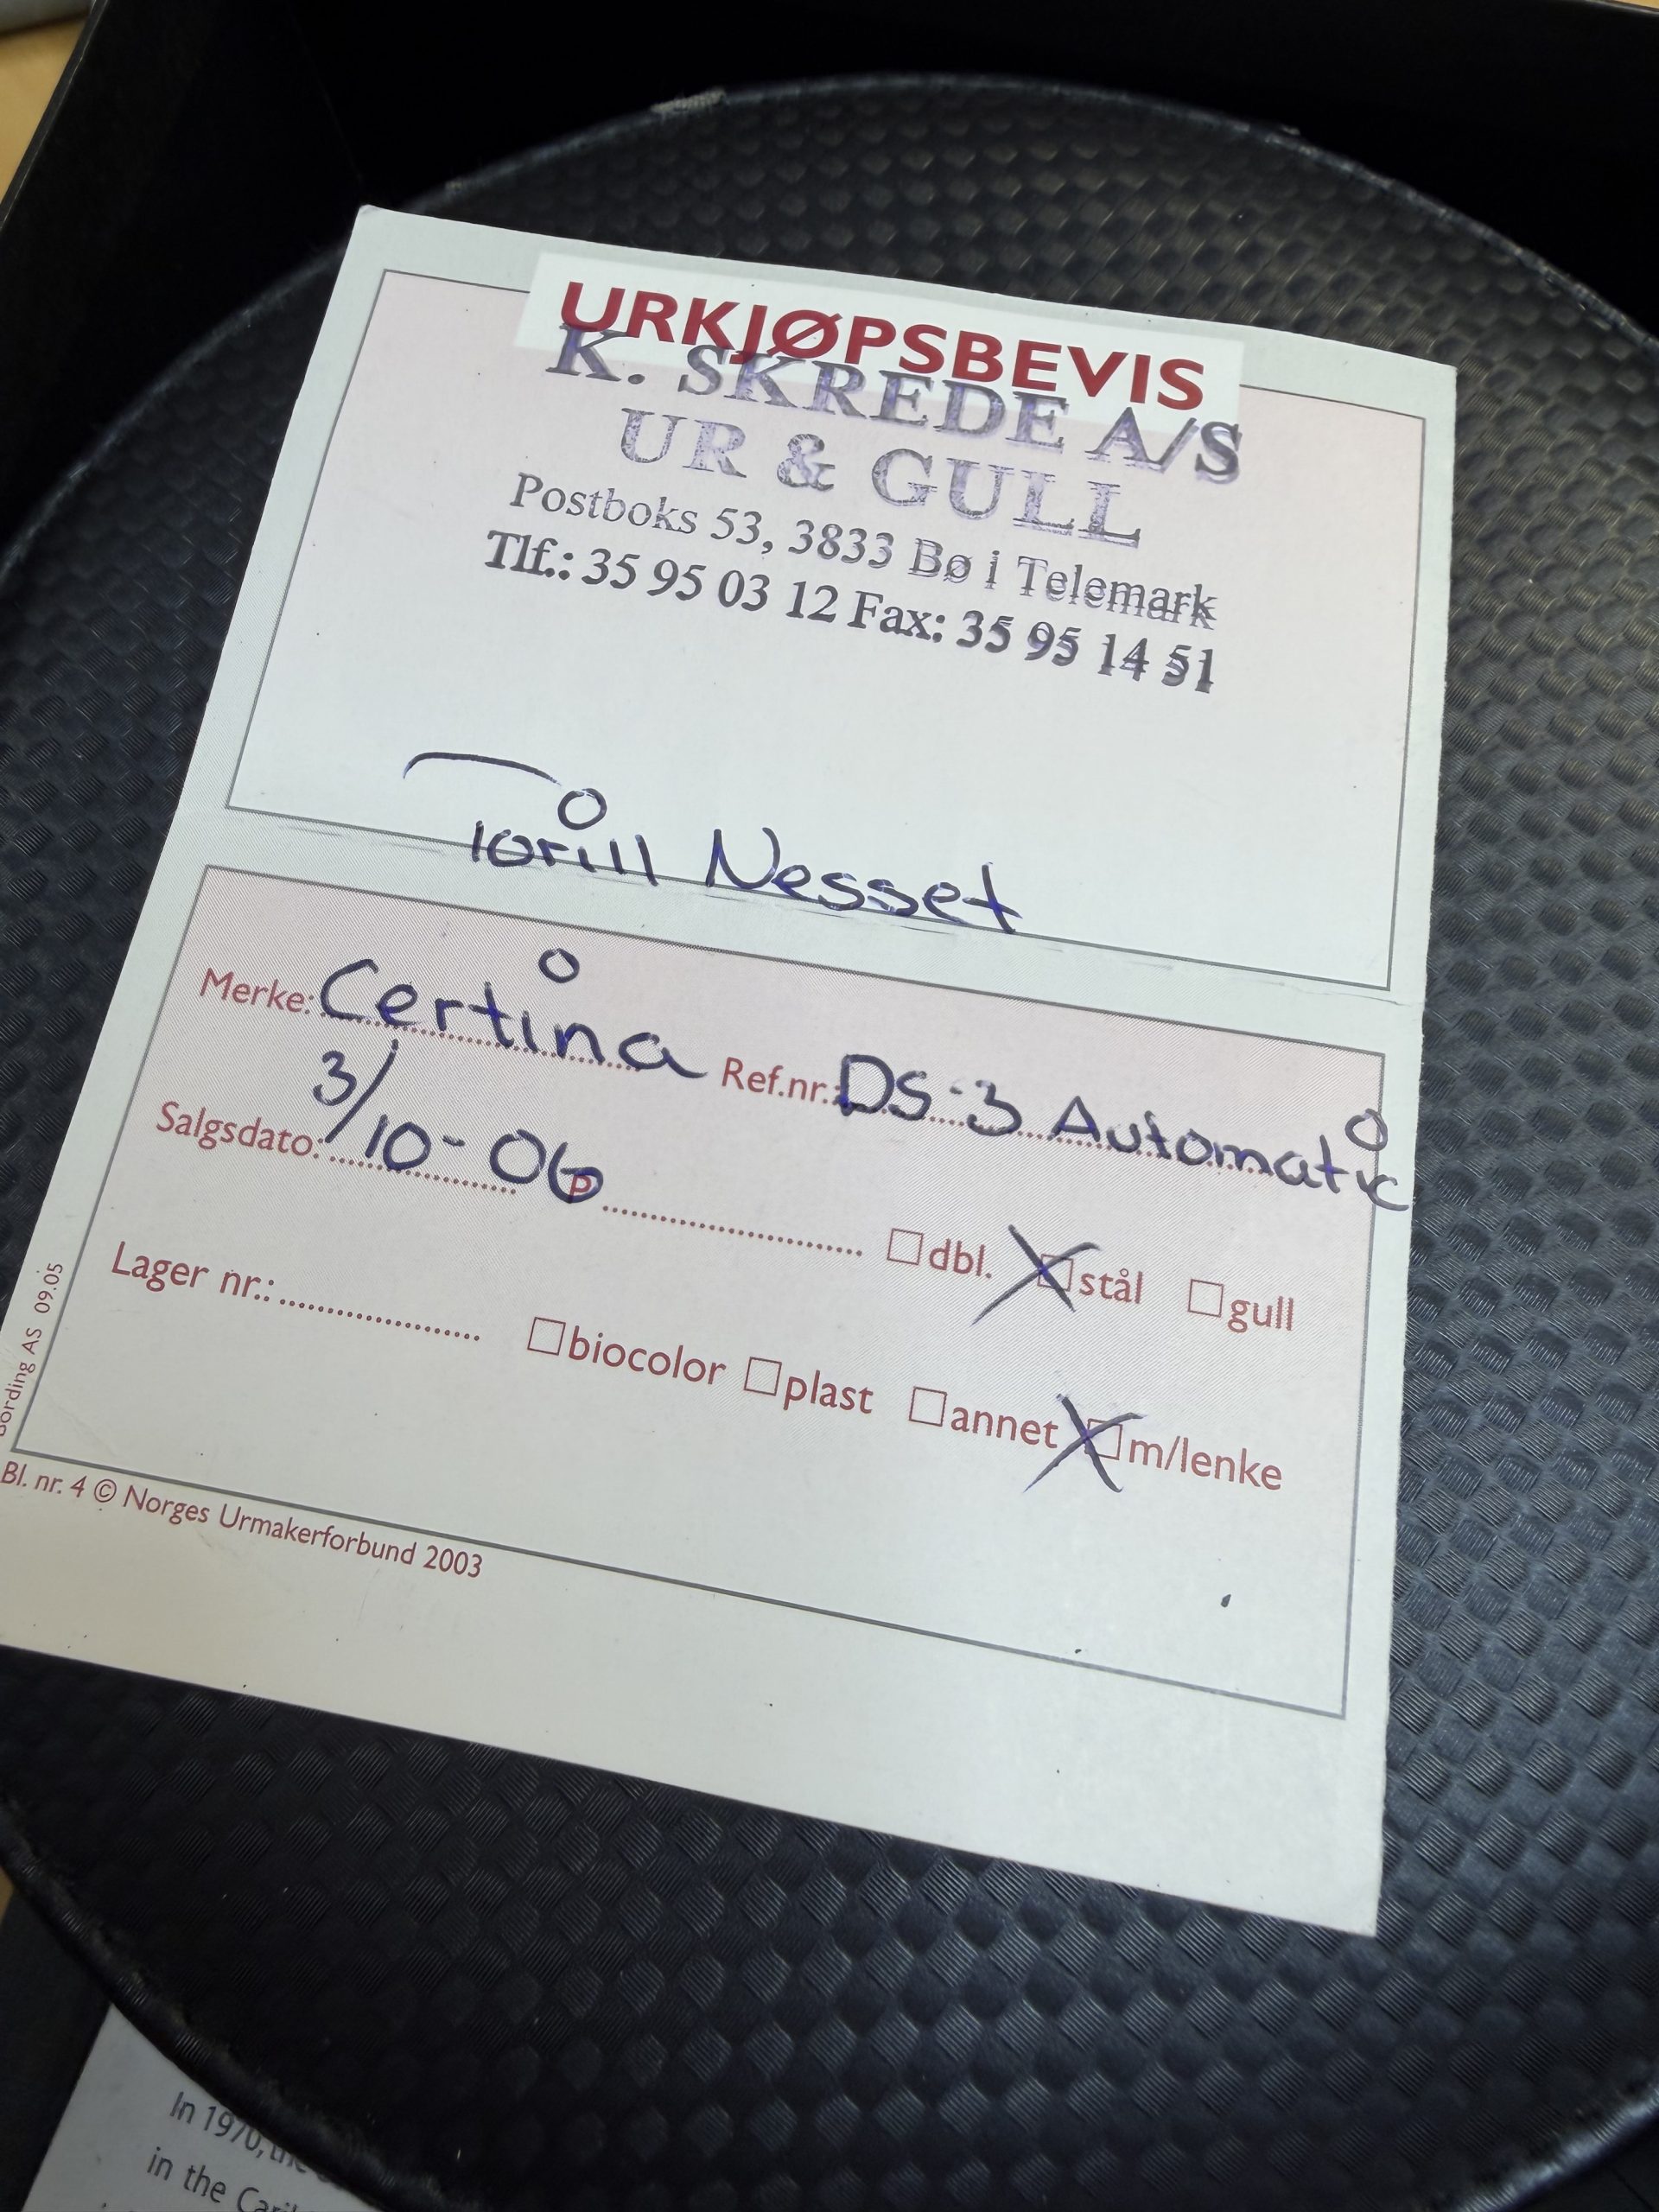 URKJØPSBEVIS
K. SKREDE A/S
UR & GULL
Postboks 53, 3833 Bø i Telemark
Tlf.: 35 95 03 12 Fax: 35 95 14 51
Torill Nesset
Merke: Certina Ref.nr.: DS-3 Automatic
Salgsdato: 3/10-06 P
dbl. stål gull
Lager nr.: biocolor plast annet m/lenke
Bording AS 09.05
Bl. nr. 4 © Norges Urmakerforbund 2003
In 1970, the
in the